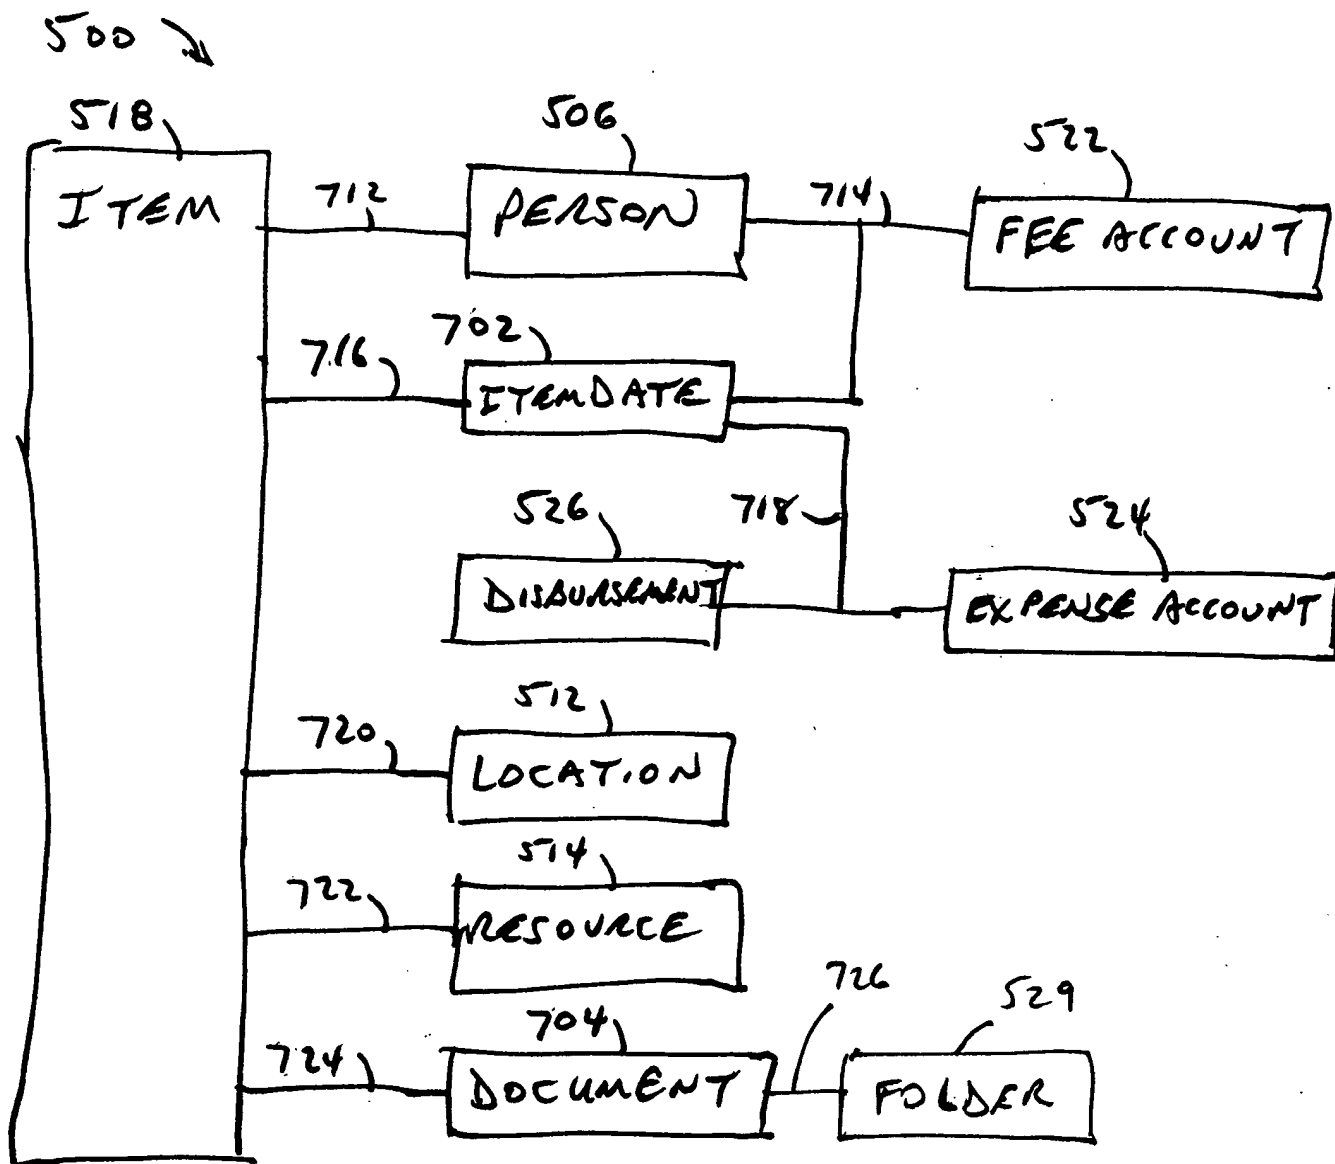 500
518
506
522
ITEM
712
PERSON
714
FEE ACCOUNT
702
716
ITEMDATE
526
718
524
DISBURSEMENT
EXPENSE ACCOUNT
512
720
LOCATION
514
722
RESOURCE
726
529
704
724
DOCUMENT
FOLDER